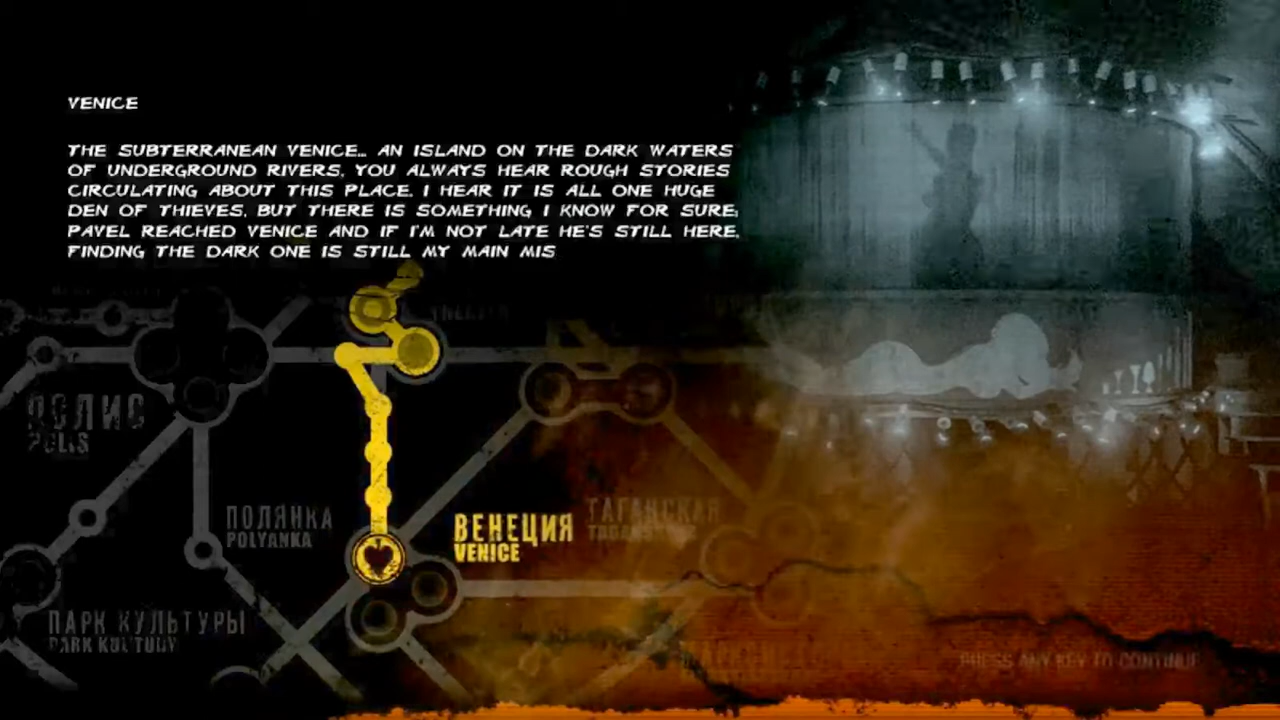 VENICE
THE SUBTERRANEAN VENICE... AN ISLAND ON THE DARK WATERS
OF UNDERGROUND RIVERS. YOU ALWAYS HEAR ROUGH STORIES
CIRCULATING ABOUT THIS PLACE. I HEAR IT IS ALL ONE HUGE
DEN OF THIEVES. BUT THERE IS SOMETHING I KNOW FOR SURE:
PAVEL REACHED VENICE AND IF I'M NOT LATE HE'S STILL HERE.
FINDING THE DARK ONE IS STILL MY MAIN MIS
ПОЛИС
POLIS
ПОЛЯНКА
POLYANKA
ВЕНЕЦИЯ
VENICE
ТАГАНСКАЯ
ПАРК КУЛЬТУРЫ
PARK KULTURY
PRESS ANY KEY TO CONTINUE